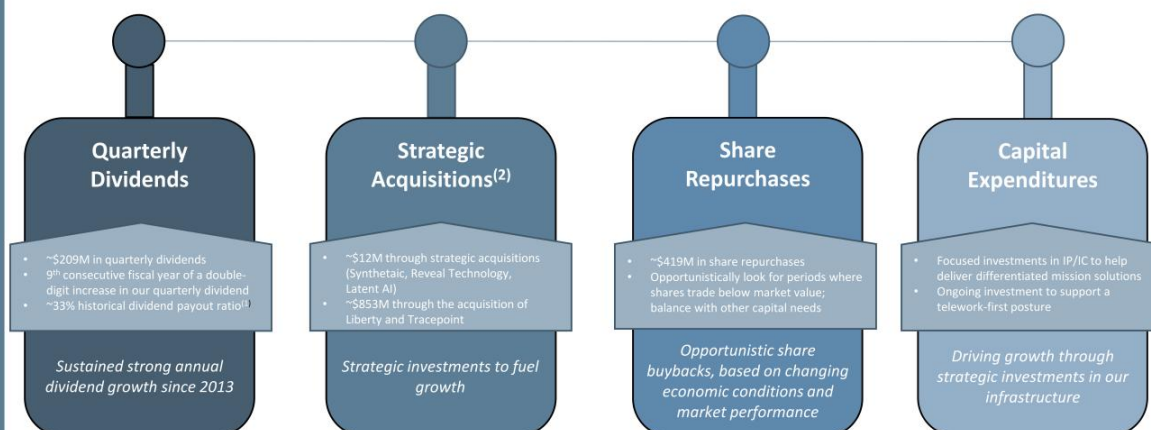 Quarterly
Dividends
• ~$209M in quarterly dividends
• 9th consecutive fiscal year of a double-
digit increase in our quarterly dividend
• ~33% historical dividend payout ratio(1)
Sustained strong annual
dividend growth since 2013
Strategic
Acquisitions(2)
• ~$12M through strategic acquisitions
(Synthetaic, Reveal Technology,
Latent AI)
• ~$853M through the acquisition of
Liberty and Tracepoint
Strategic investments to fuel
growth
Share
Repurchases
• ~$419M in share repurchases
• Opportunistically look for periods where
shares trade below market value;
balance with other capital needs
Opportunistic share
buybacks, based on changing
economic conditions and
market performance
Capital
Expenditures
• Focused investments in IP/IC to help
deliver differentiated mission solutions
• Ongoing investment to support a
telework-first posture
Driving growth through
strategic investments in our
infrastructure